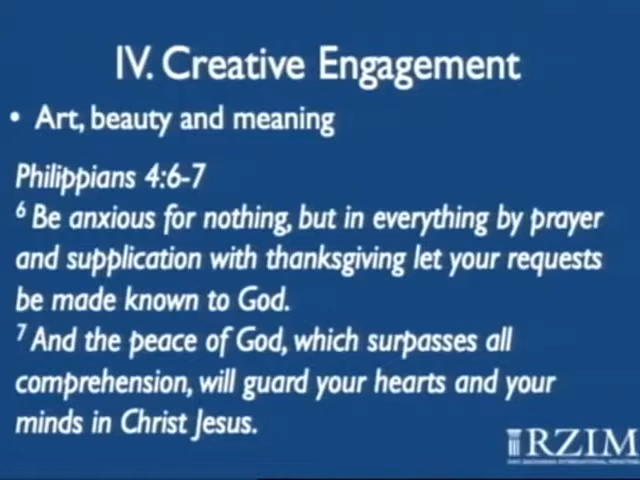 IV. Creative Engagement
• Art, beauty and meaning
Philippians 4:6-7
6 Be anxious for nothing, but in everything by prayer
and supplication with thanksgiving let your requests
be made known to God.
7 And the peace of God, which surpasses all
comprehension, will guard your hearts and your
minds in Christ Jesus.
RZIM